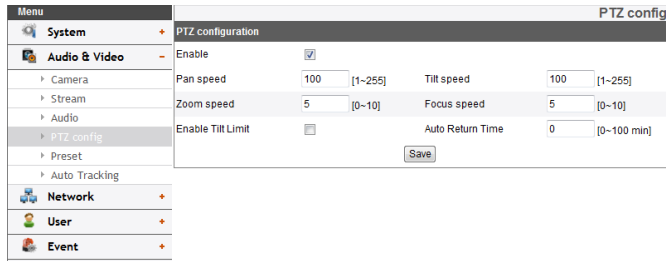 Menu
PTZ config
System +
PTZ configuration
Audio & Video -
Enable
Camera
Pan speed 100 [1~255] Tilt speed 100 [1~255]
Stream
Zoom speed 5 [0~10] Focus speed 5 [0~10]
Audio
PTZ config
Enable Tilt Limit Auto Return Time 0 [0~100 min]
Preset
Save
Auto Tracking
Network +
User +
Event +